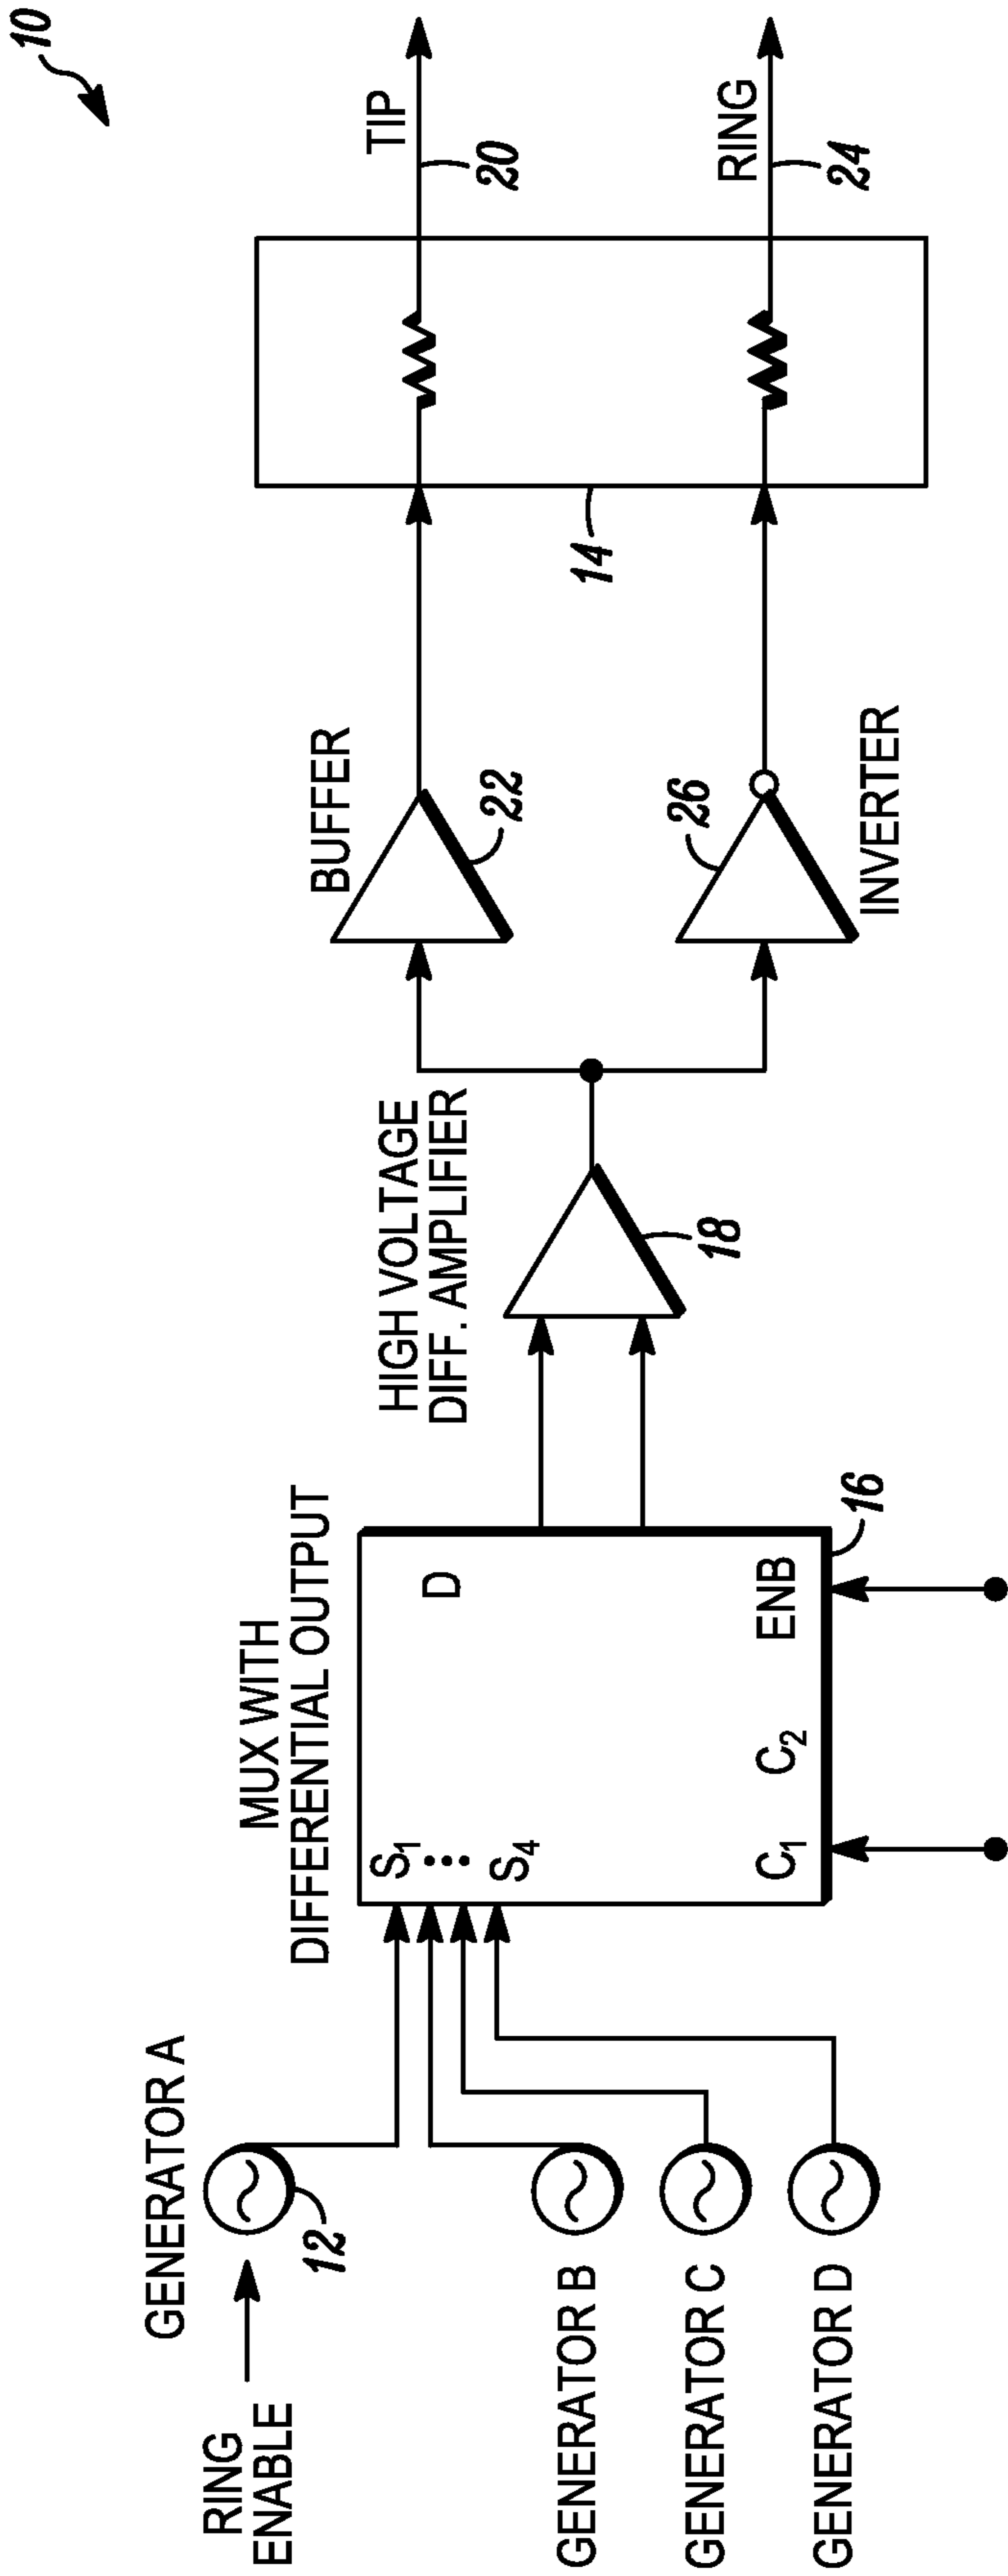 10
RING
ENABLE
GENERATOR A
12
GENERATOR B
GENERATOR C
GENERATOR D
MUX WITH
DIFFERENTIAL OUTPUT
S1
S4
D
C1
C2
ENB
16
HIGH VOLTAGE
DIFF. AMPLIFIER
18
BUFFER
22
26
INVERTER
14
TIP
20
RING
24